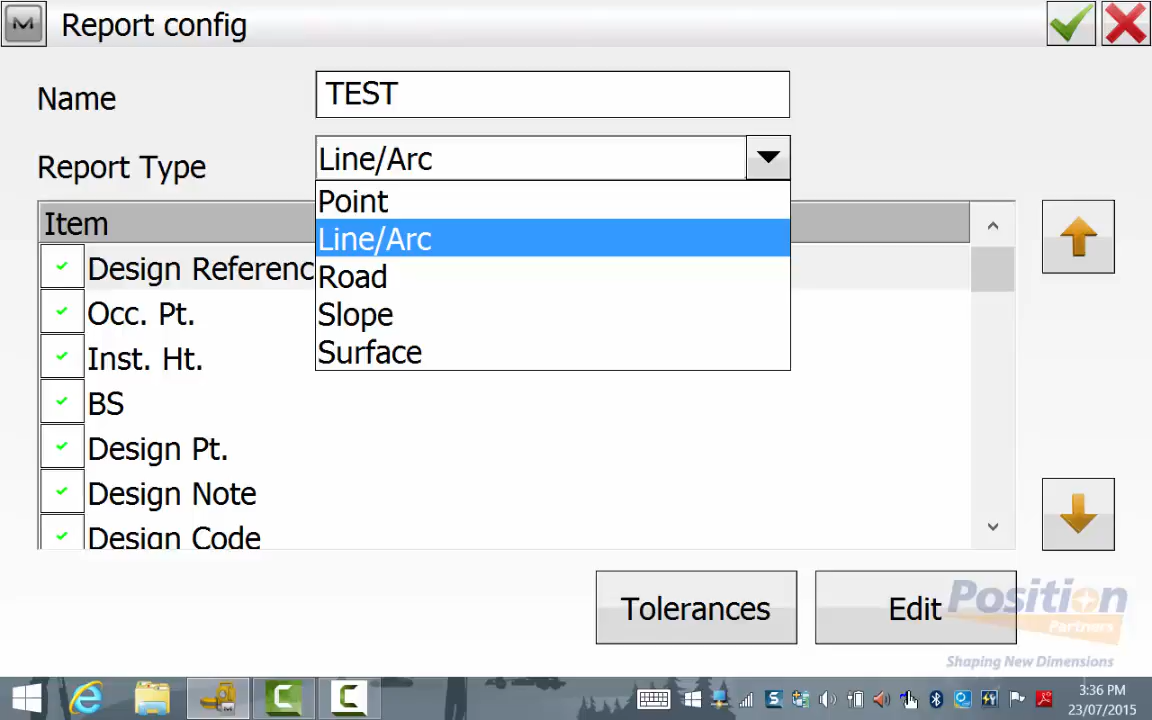 Report config
Name
TEST
Report Type
Line/Arc
Point
Line/Arc
Road
Slope
Surface
Item
Design Referenc
Occ. Pt.
Inst. Ht.
BS
Design Pt.
Design Note
Design Code
Tolerances
Edit
Position
Partners
Shaping New Dimensions
3:36 PM
23/07/2015